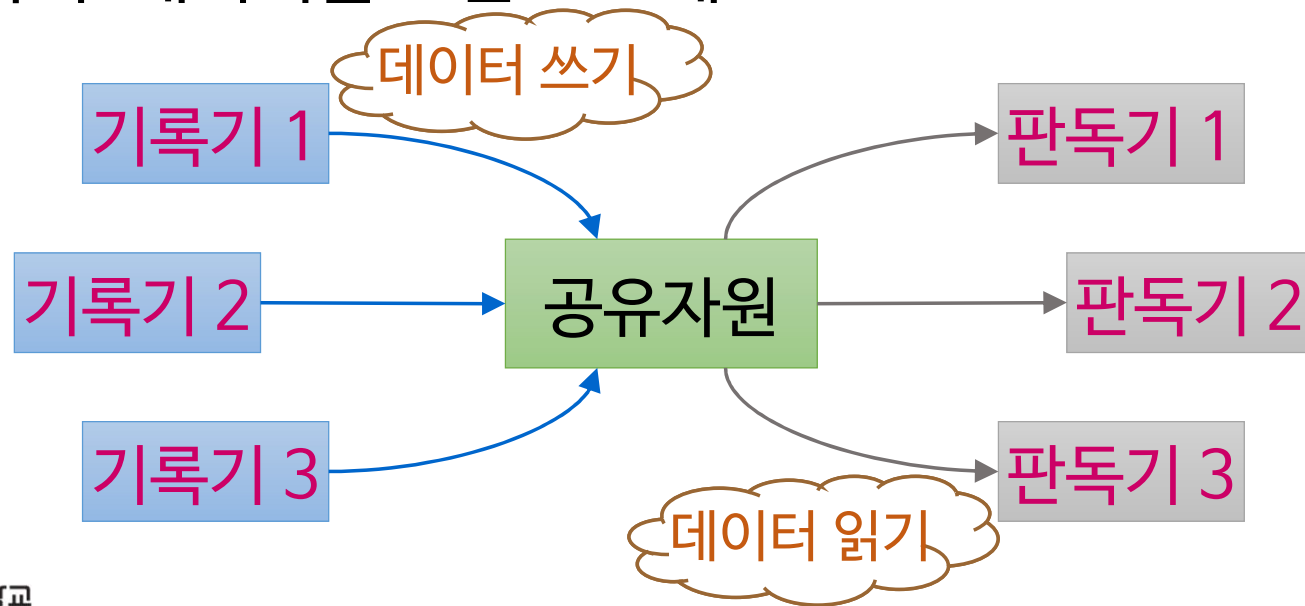 데이터 쓰기
기록기 1
판독기 1
기록기 2
공유자원
판독기 2
기록기 3
판독기 3
데이터 읽기